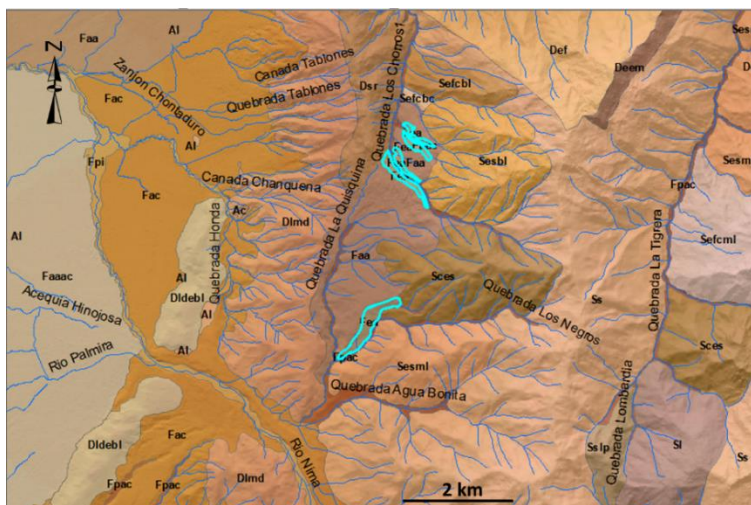 Faa
Al
N
Zanjon Chontaduro
Fac
Canada Tablones
Quebrada Tablones
Dsr
Quebrada Los Chorros1
Sefcbl
Sefcbc
Def
Deem
Ses
Sesm
Fpi
Al
Fac
Canada Chanquena
Ac
Dlmd
Quebrada La Quisquina
Faa
Sesbl
Fpac
Sefcml
Al
Faaac
Acequia Hinojosa
Rio Palmira
Al
Dldebl
Al
Quebrada Honda
Al
Faa
Sces
Quebrada Los Negros
Ss
Quebrada La Tigrera
Sces
Fpac
Sesml
Quebrada Agua Bonita
Quebrada Lombardia
Sslp
Sl
Ss
Dldebl
Fac
Fpac
Fpac
Dlmd
Rio Nima
2 km